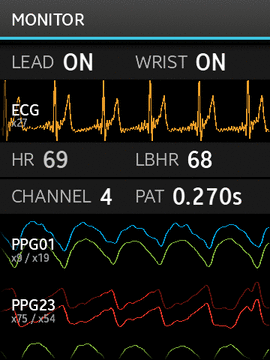 MONITOR
LEAD ON WRIST ON
ECG
x27
HR 69 LBHR 68
CHANNEL 4 PAT 0.270s
PPG01
x9 / x19
PPG23
x75 / x54